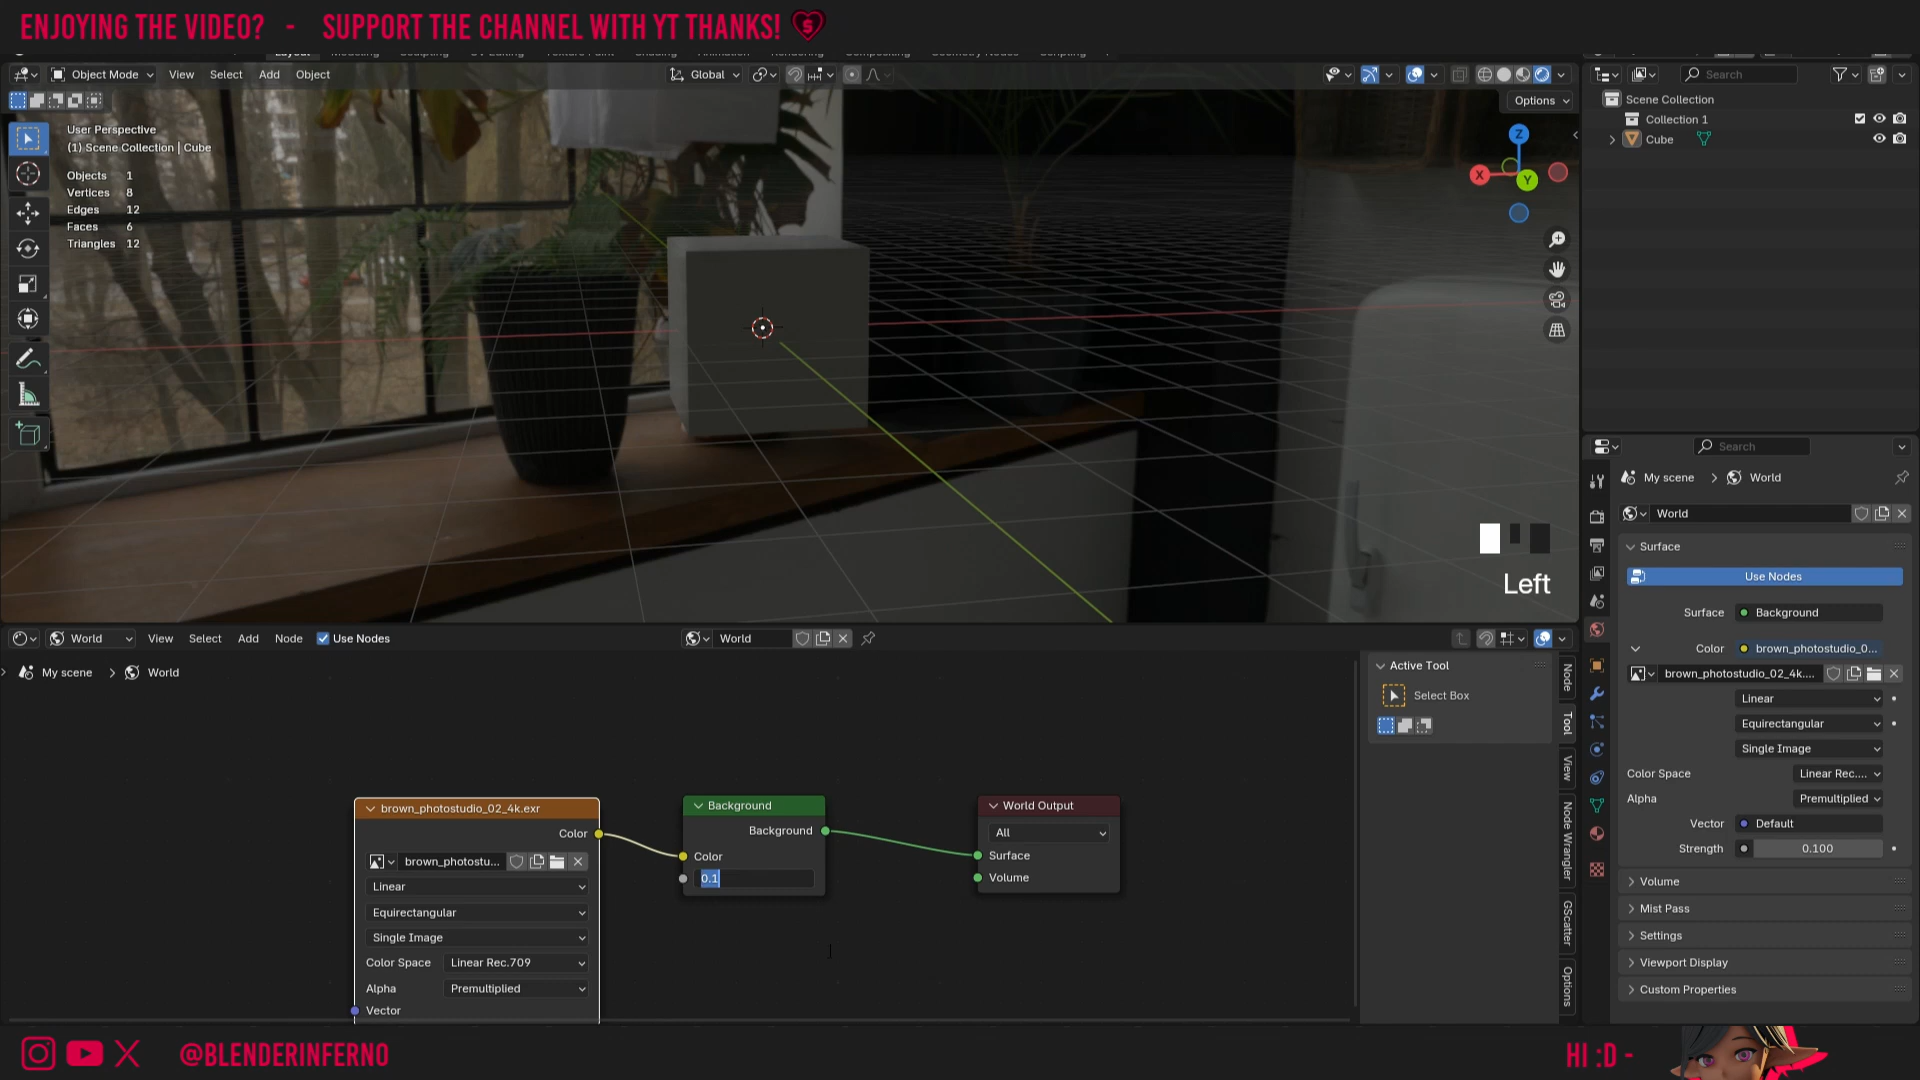 ENJOYING THE VIDEO? - SUPPORT THE CHANNEL WITH YT THANKS!
Object Mode View Select Add Object Global
Options
User Perspective
(1) Scene Collection | Cube
Objects 1
Vertices 8
Edges 12
Faces 6
Triangles 12
Z
X
Y
Left
Search
Scene Collection
Collection 1
Cube
Search
My scene > World
World
Surface
Use Nodes
Surface Background
Color brown_photostudio_0...
brown_photostudio_02_4k....
Linear
Equirectangular
Single Image
Color Space Linear Rec....
Alpha Premultiplied
Vector Default
Strength 0.100
Volume
Mist Pass
Settings
Viewport Display
Custom Properties
World View Select Add Node Use Nodes World
My scene > World
Active Tool
Select Box
Node
Tool
View
Node Wrangler
GScatter
Options
brown_photostudio_02_4k.exr
Color
brown_photostu...
Linear
Equirectangular
Single Image
Color Space Linear Rec.709
Alpha Premultiplied
Vector
Background
Background
Color
0.1
World Output
All
Surface
Volume
@BLENDERINFERNO
HI :D -